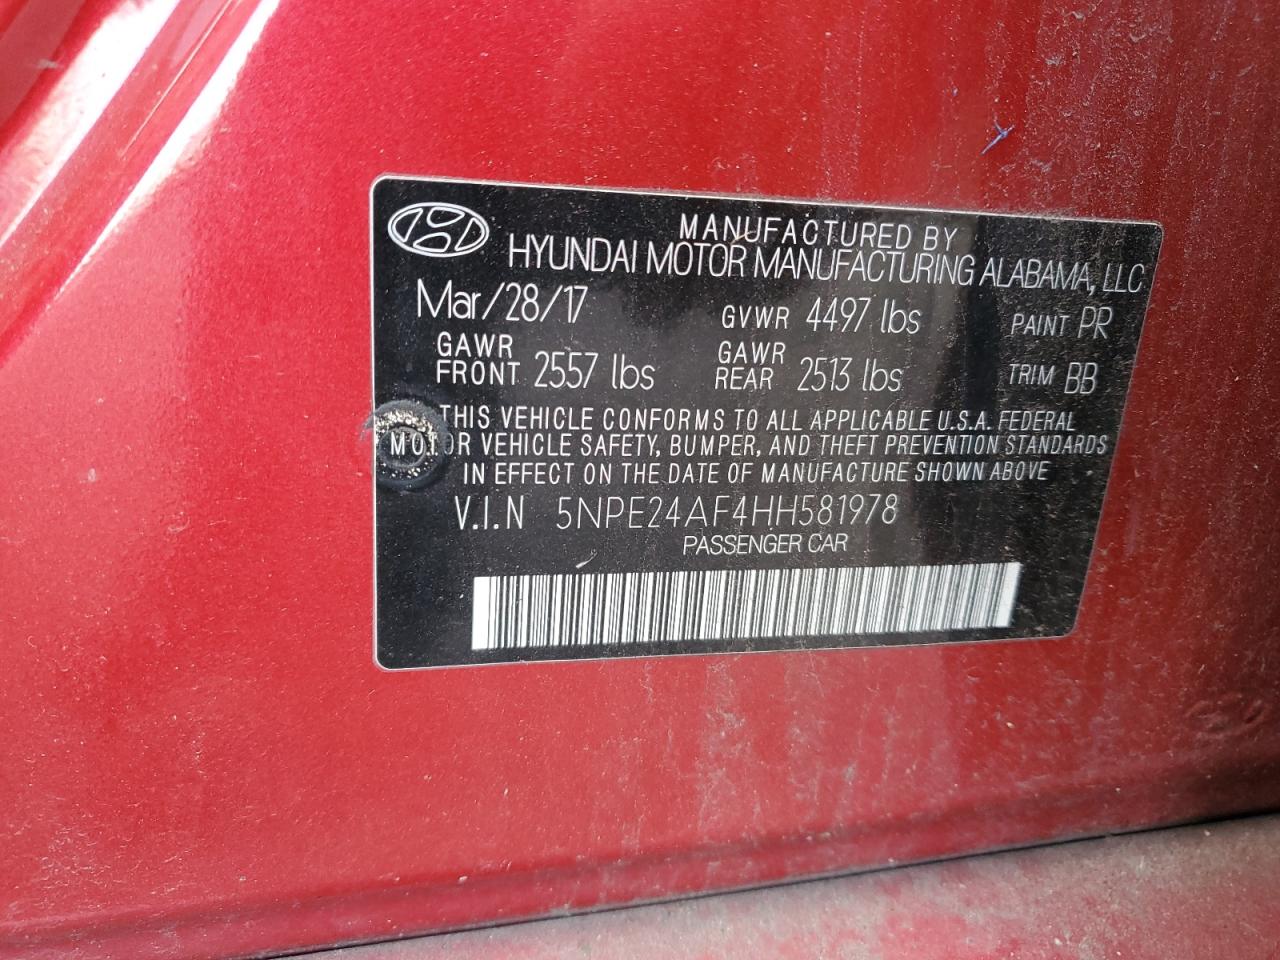 MANUFACTURED BY
HYUNDAI MOTOR MANUFACTURING ALABAMA, LLC
Mar/28/17 GVWR 4497 lbs PAINT PR
GAWR FRONT 2557 lbs GAWR REAR 2513 lbs TRIM BB
THIS VEHICLE CONFORMS TO ALL APPLICABLE U.S.A. FEDERAL
MOTOR VEHICLE SAFETY, BUMPER, AND THEFT PREVENTION STANDARDS
IN EFFECT ON THE DATE OF MANUFACTURE SHOWN ABOVE
V.I.N 5NPE24AF4HH581978
PASSENGER CAR